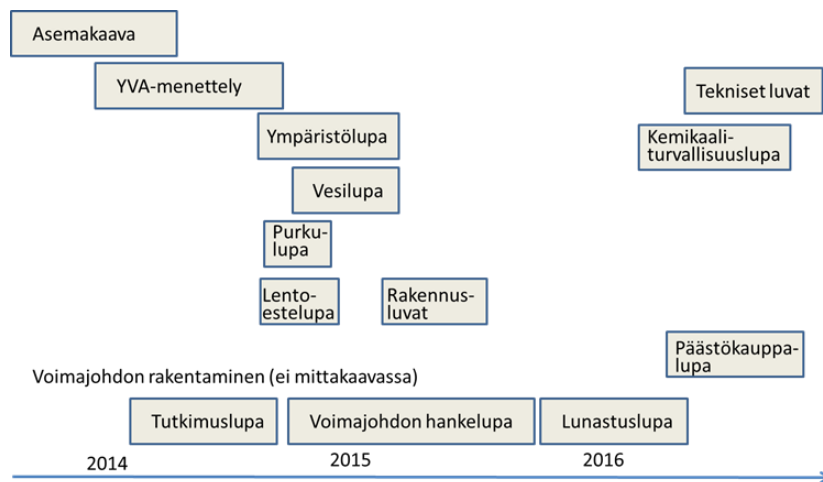 Asemakaava
YVA-menettely
Tekniset luvat
Ympäristölupa
Kemikaali-
turvallisuuslupa
Vesilupa
Purku-
lupa
Lento-
estelupa
Rakennus-
luvat
Päästökauppa-
lupa
Voimajohdon rakentaminen (ei mittakaavassa)
Tutkimuslupa
Voimajohdon hankelupa
Lunastuslupa
2014
2015
2016